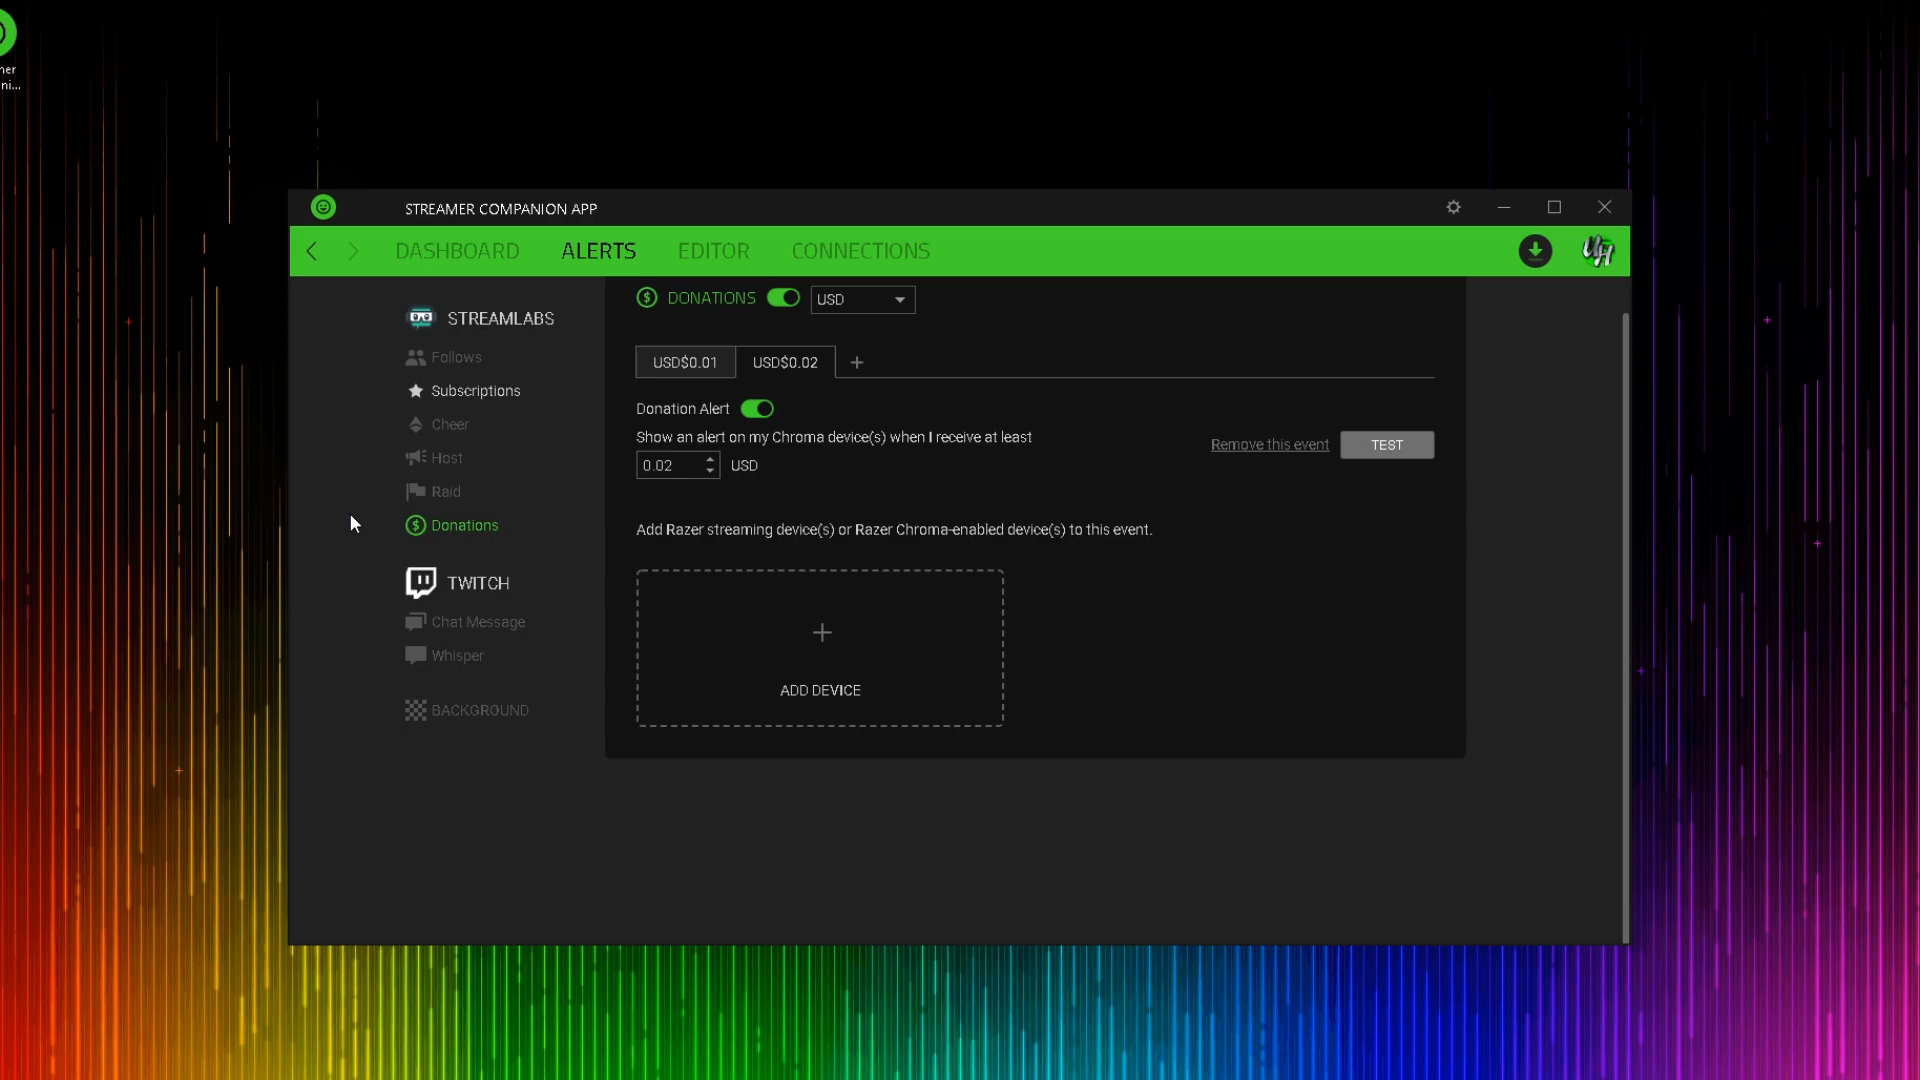 ner
ni...
STREAMER COMPANION APP
DASHBOARD ALERTS EDITOR CONNECTIONS
STREAMLABS
Follows
Subscriptions
Cheer
Host
Raid
Donations
TWITCH
Chat Message
Whisper
BACKGROUND
DONATIONS USD
USD$0.01 USD$0.02
Donation Alert
Show an alert on my Chroma device(s) when I receive at least
0.02 USD
Remove this event TEST
Add Razer streaming device(s) or Razer Chroma-enabled device(s) to this event.
ADD DEVICE